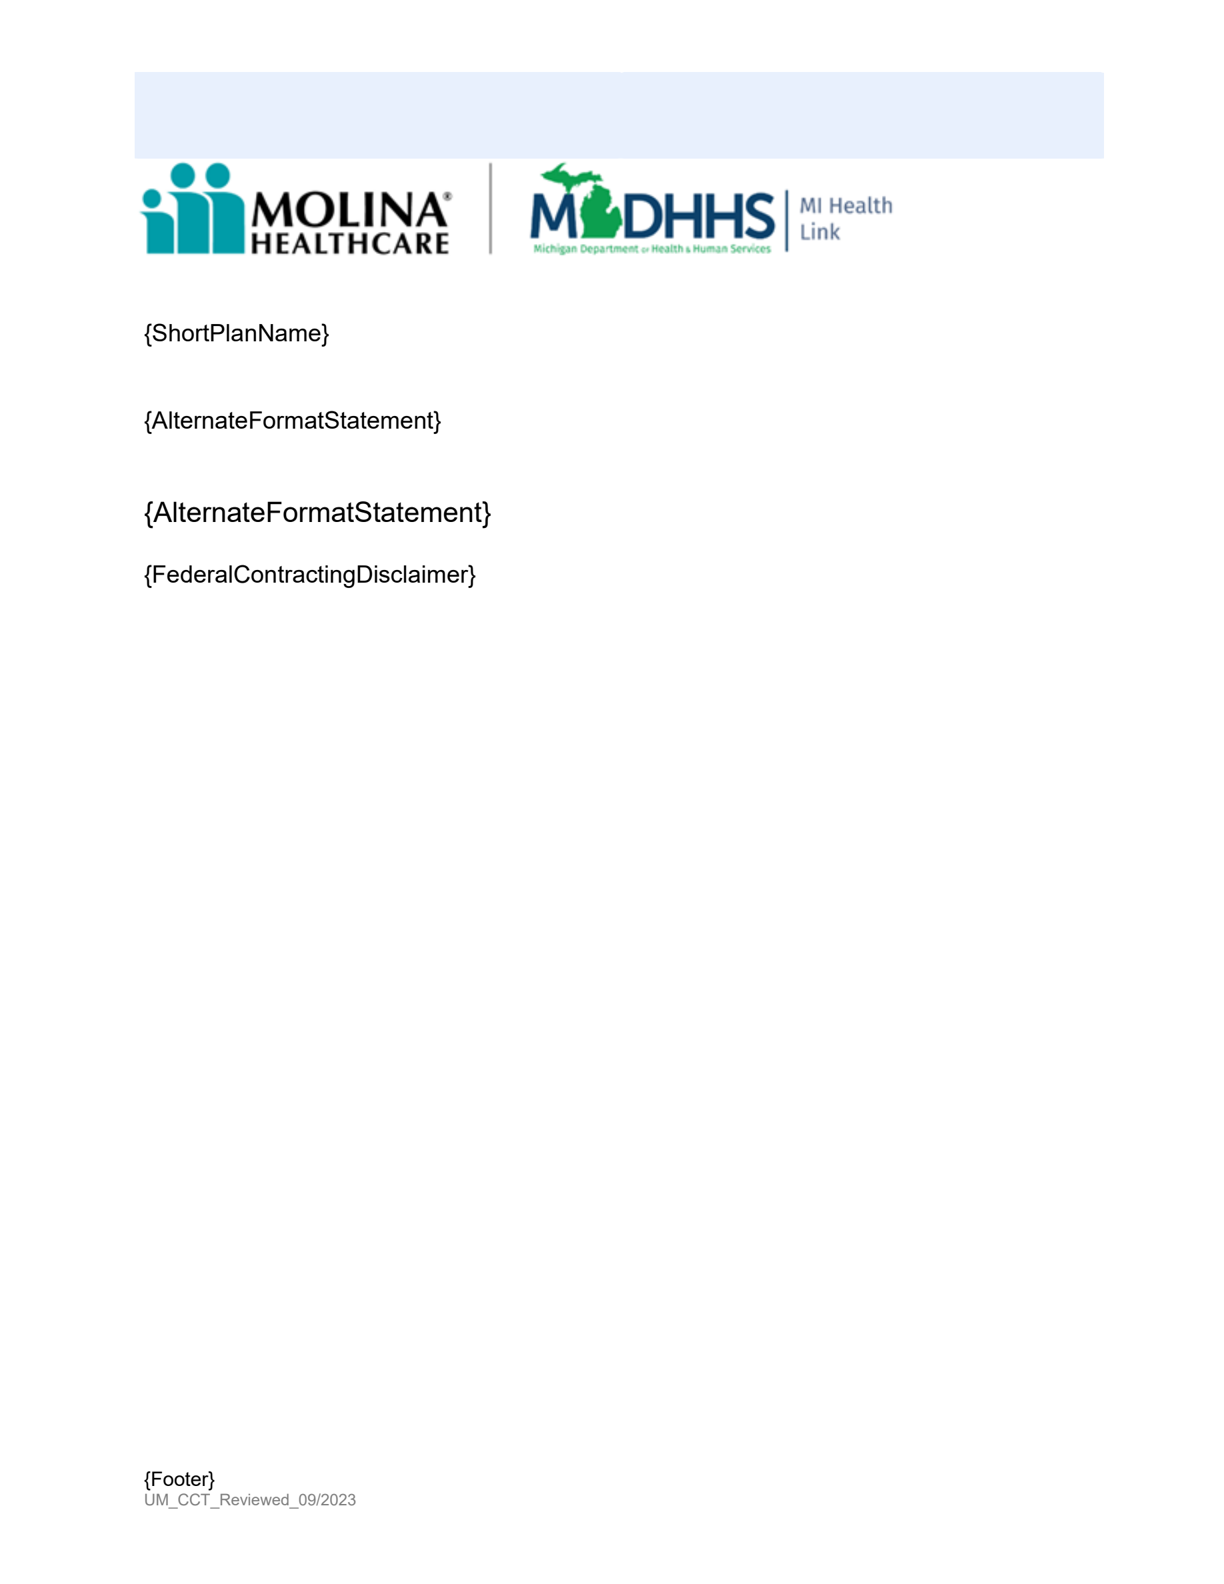 MOLINA®
HEALTHCARE
MDHHS
Michigan Department of Health & Human Services
MI Health
Link
{ShortPlanName}
{AlternateFormatStatement}
{AlternateFormatStatement}
{FederalContractingDisclaimer}
{Footer}
UM_CCT_Reviewed_09/2023